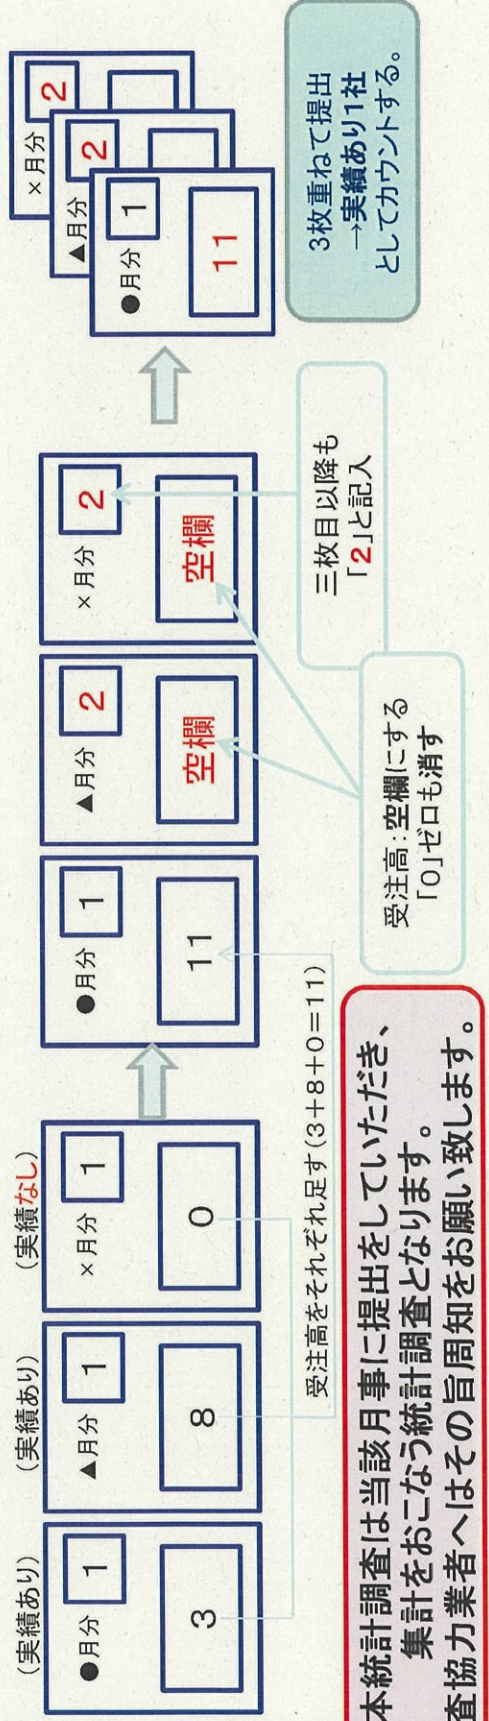 (実績あり)
●月分 1
3
(実績あり)
▲月分 1
8
(実績なし)
×月分 1
0
受注高をそれぞれ足す(3+8+0=11)
●月分 1
11
▲月分 2
空欄
×月分 2
空欄
受注高:空欄にする
「0」ゼロも消す
三枚目以降も
「2」と記入
×月分 2
▲月分 2
●月分 1
11
3枚重ねて提出
→実績あり1社
としてカウントする。
本統計調査は当該月事に提出をしていただき、
集計をおこなう統計調査となります。
査協力業者へはその旨周知をお願い致します。